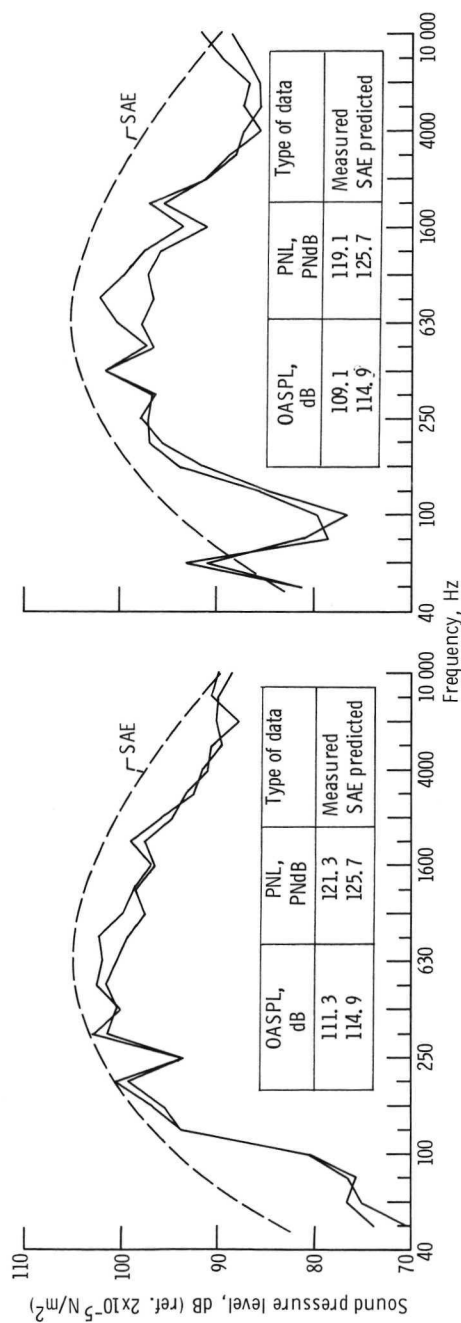 Sound pressure level, dB (ref. 2x10⁻⁵ N/m²)
110
100
90
80
70
SAE
OASPL, dB
PNL, PNdB
Type of data
111.3 121.3 Measured
114.9 125.7 SAE predicted
40 100 250 630 1600 4000 10 000
SAE
OASPL, dB
PNL, PNdB
Type of data
109.1 119.1 Measured
114.9 125.7 SAE predicted
40 100 250 630 1600 4000 10 000
Frequency, Hz